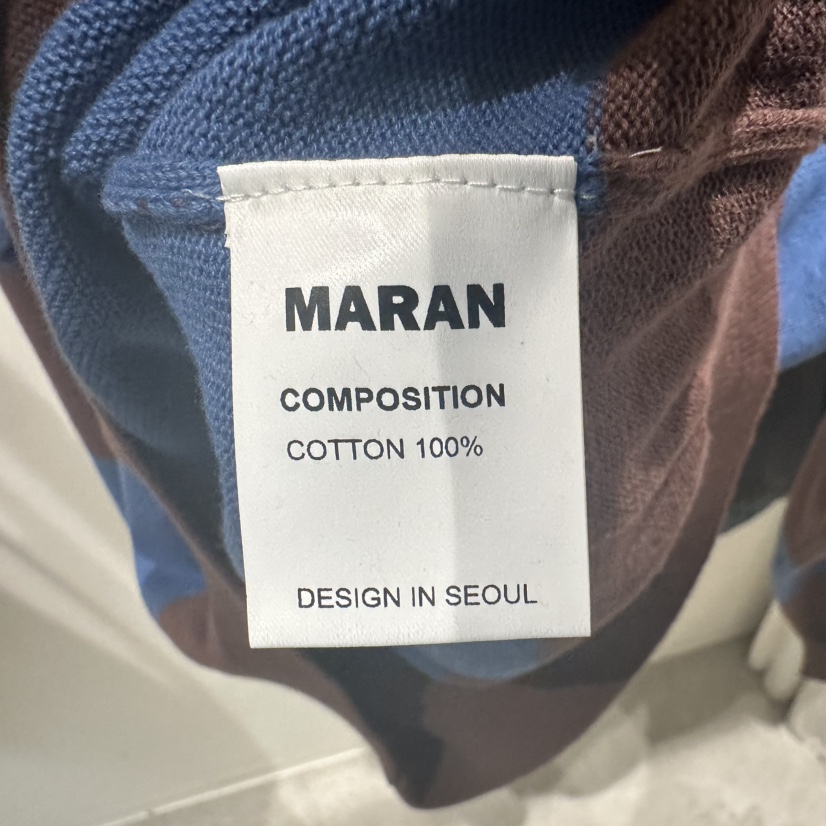 MARAN
COMPOSITION
COTTON 100%
DESIGN IN SEOUL